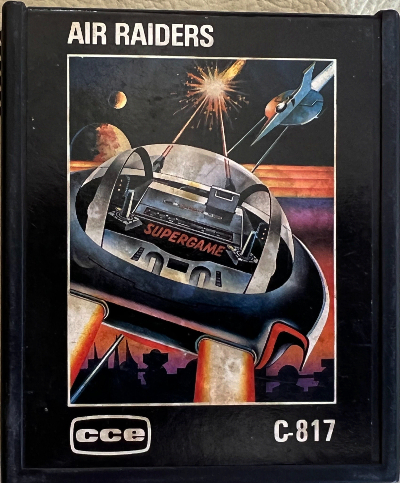 AIR RAIDERS
SUPERGAME
cce
C-817